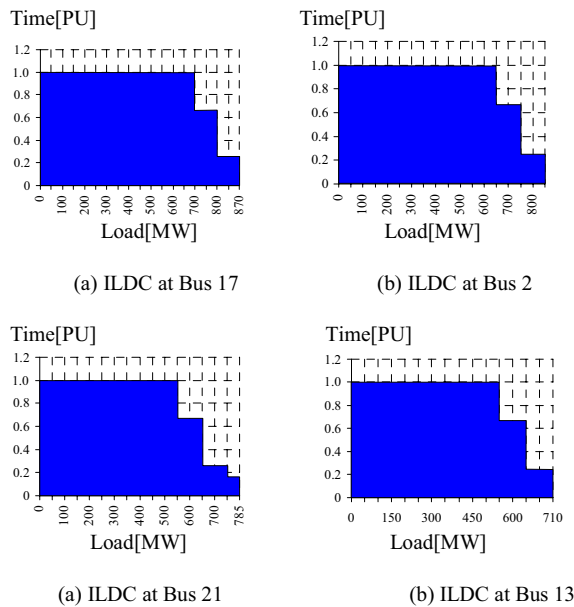 Time[PU]
1.2
1.0
0.8
0.6
0.4
0.2
0
0 100 200 300 400 500 600 700 800 870
Load[MW]
(a) ILDC at Bus 17
Time[PU]
1.2
1.0
0.8
0.6
0.4
0.2
0
0 100 200 300 400 500 600 700 800
Load[MW]
(b) ILDC at Bus 2
Time[PU]
1.2
1.0
0.8
0.6
0.4
0.2
0
0 100 200 300 400 500 600 700 785
Load[MW]
(a) ILDC at Bus 21
Time[PU]
1.2
1.0
0.8
0.6
0.4
0.2
0
0 150 300 450 600 710
Load[MW]
(b) ILDC at Bus 13